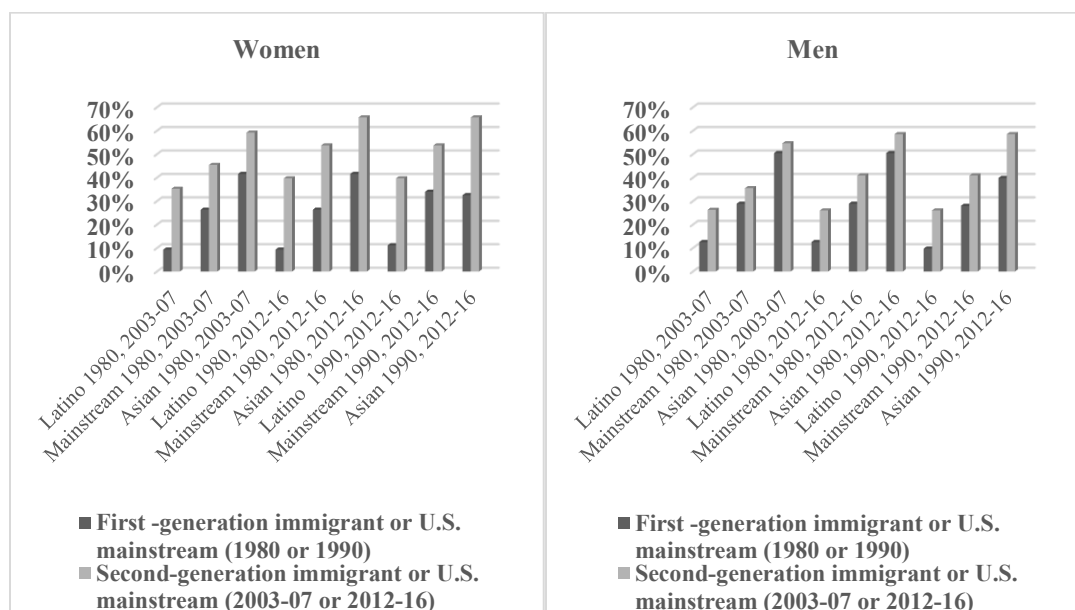 Women
70%
60%
50%
40%
30%
20%
10%
0%
Latino 1980, 2003-07
Mainstream 1980, 2003-07
Asian 1980, 2003-07
Latino 1980, 2012-16
Mainstream 1980, 2012-16
Asian 1980, 2012-16
Latino  1990, 2012-16
Mainstream 1990, 2012-16
Asian 1990, 2012-16
First -generation immigrant or U.S.
mainstream (1980 or 1990)
Second-generation immigrant or U.S.
mainstream (2003-07 or 2012-16)
Men
70%
60%
50%
40%
30%
20%
10%
0%
Latino 1980, 2003-07
Mainstream 1980, 2003-07
Asian 1980, 2003-07
Latino 1980, 2012-16
Mainstream 1980, 2012-16
Asian 1980, 2012-16
Latino  1990, 2012-16
Mainstream 1990, 2012-16
Asian 1990, 2012-16
First -generation immigrant or U.S.
mainstream (1980 or 1990)
Second-generation immigrant or U.S.
mainstream (2003-07 or 2012-16)